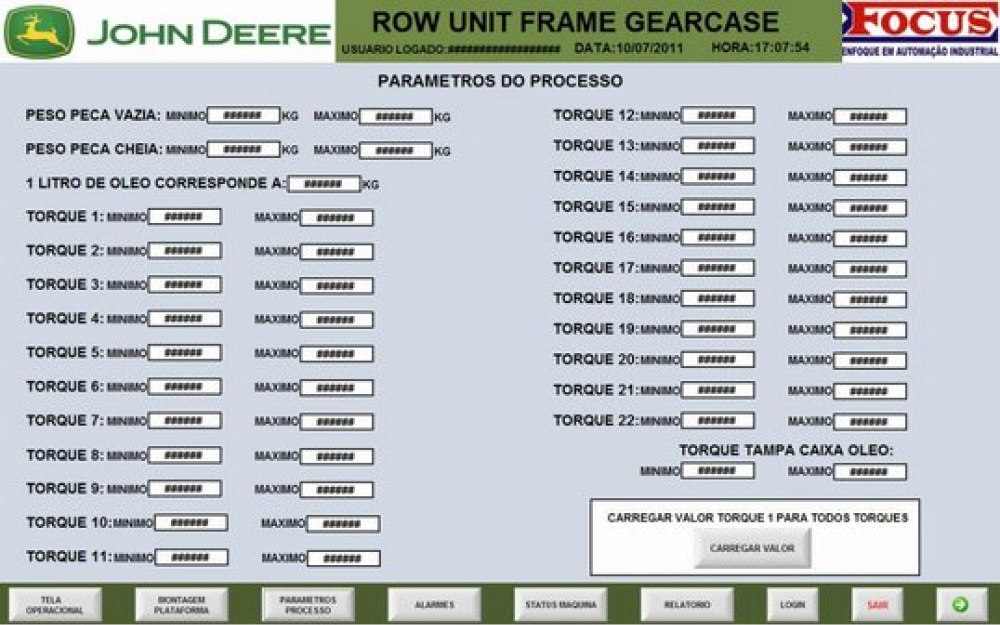 JOHN DEERE
ROW UNIT FRAME GEARCASE
USUARIO LOGADO:################## DATA:10/07/2011 HORA:17:07:54
FOCUS
ENFOQUE EM AUTOMAÇÃO INDUSTRIAL
PARAMETROS DO PROCESSO
PESO PECA VAZIA: MINIMO ###### KG MAXIMO ###### KG
PESO PECA CHEIA: MINIMO ###### KG MAXIMO ###### KG
1 LITRO DE OLEO CORRESPONDE A: ###### KG
TORQUE 1: MINIMO ###### MAXIMO ######
TORQUE 2: MINIMO ###### MAXIMO ######
TORQUE 3: MINIMO ###### MAXIMO ######
TORQUE 4: MINIMO ###### MAXIMO ######
TORQUE 5: MINIMO ###### MAXIMO ######
TORQUE 6: MINIMO ###### MAXIMO ######
TORQUE 7: MINIMO ###### MAXIMO ######
TORQUE 8: MINIMO ###### MAXIMO ######
TORQUE 9: MINIMO ###### MAXIMO ######
TORQUE 10: MINIMO ###### MAXIMO ######
TORQUE 11: MINIMO ###### MAXIMO ######
TORQUE 12: MINIMO ###### MAXIMO ######
TORQUE 13: MINIMO ###### MAXIMO ######
TORQUE 14: MINIMO ###### MAXIMO ######
TORQUE 15: MINIMO ###### MAXIMO ######
TORQUE 16: MINIMO ###### MAXIMO ######
TORQUE 17: MINIMO ###### MAXIMO ######
TORQUE 18: MINIMO ###### MAXIMO ######
TORQUE 19: MINIMO ###### MAXIMO ######
TORQUE 20: MINIMO ###### MAXIMO ######
TORQUE 21: MINIMO ###### MAXIMO ######
TORQUE 22: MINIMO ###### MAXIMO ######
TORQUE TAMPA CAIXA OLEO:
MINIMO ###### MAXIMO ######
CARREGAR VALOR TORQUE 1 PARA TODOS TORQUES
CARREGAR VALOR
TELA
OPERACIONAL
MONTAGEM
PLATAFORMA
PARAMETROS
PROCESSO
ALARMES
STATUS MAQUINA
RELATORIO
LOGIN
SAIR